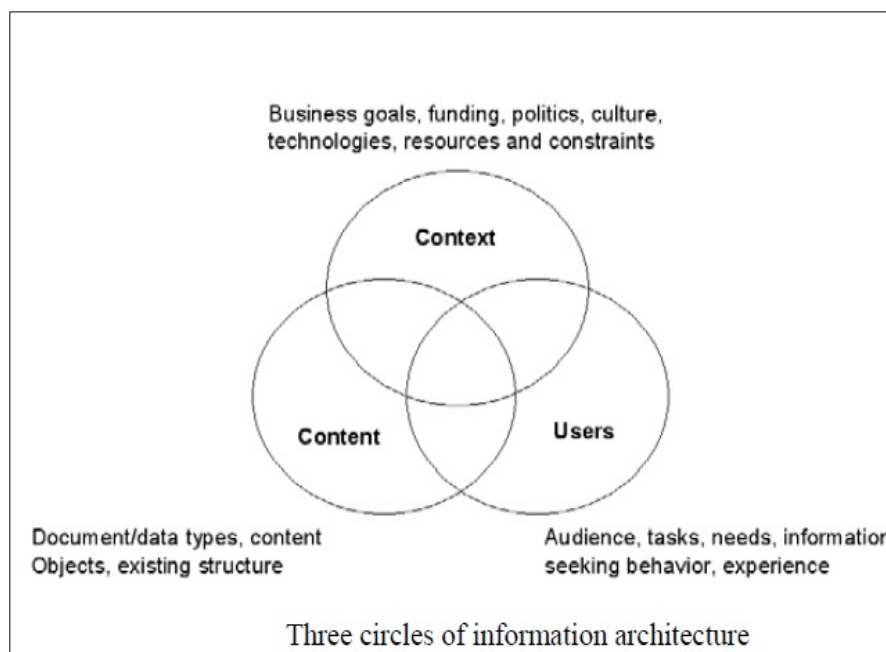 Business goals, funding, politics, culture,
technologies, resources and constraints
Context
Content
Users
Document/data types, content
Objects, existing structure
Audience, tasks, needs, information
seeking behavior, experience
Three circles of information architecture